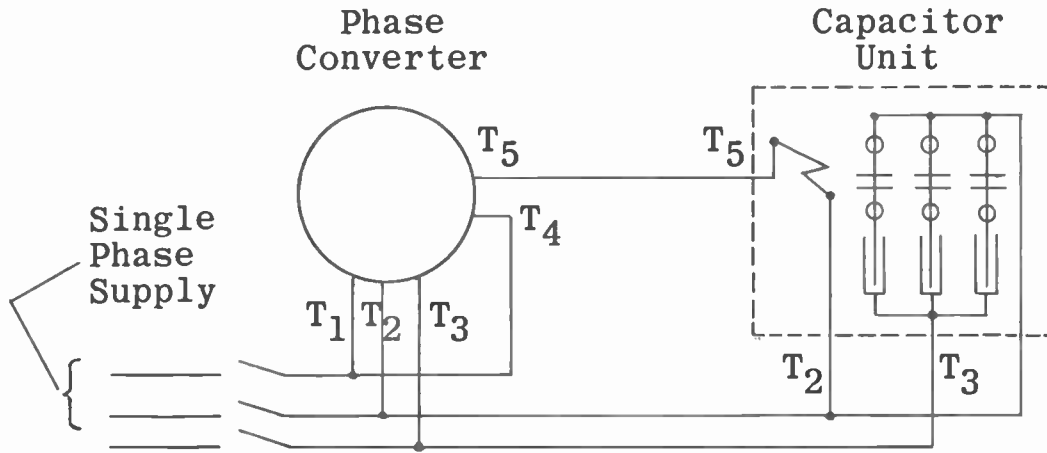 Phase
Converter
Capacitor
Unit
T5
T5
T4
Single
Phase
Supply
T1 T2 T3
T2
T3